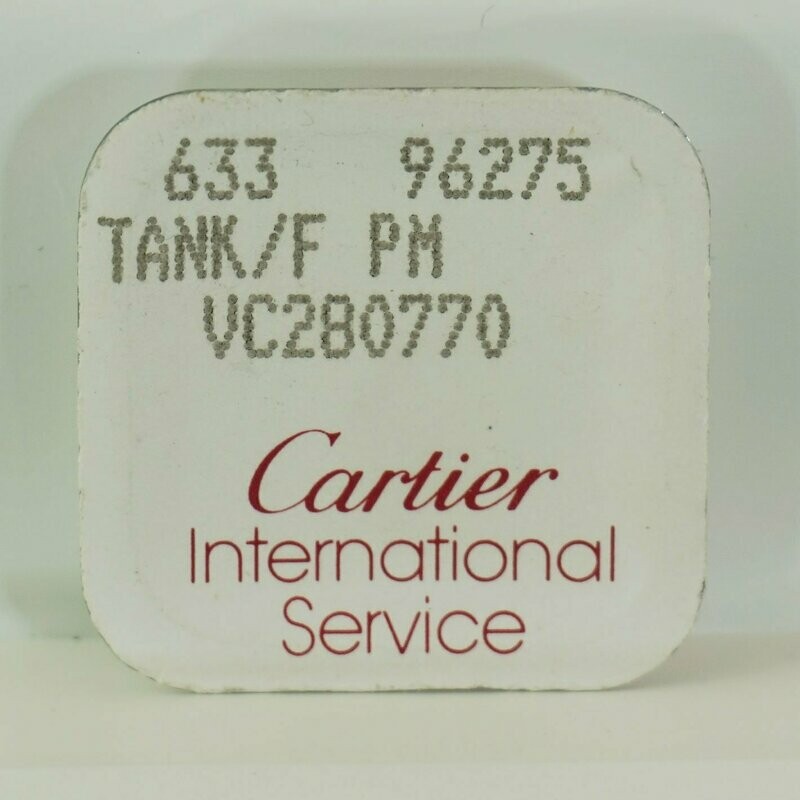 633 96275
TANK/F PM
VC280770
Cartier
International
Service